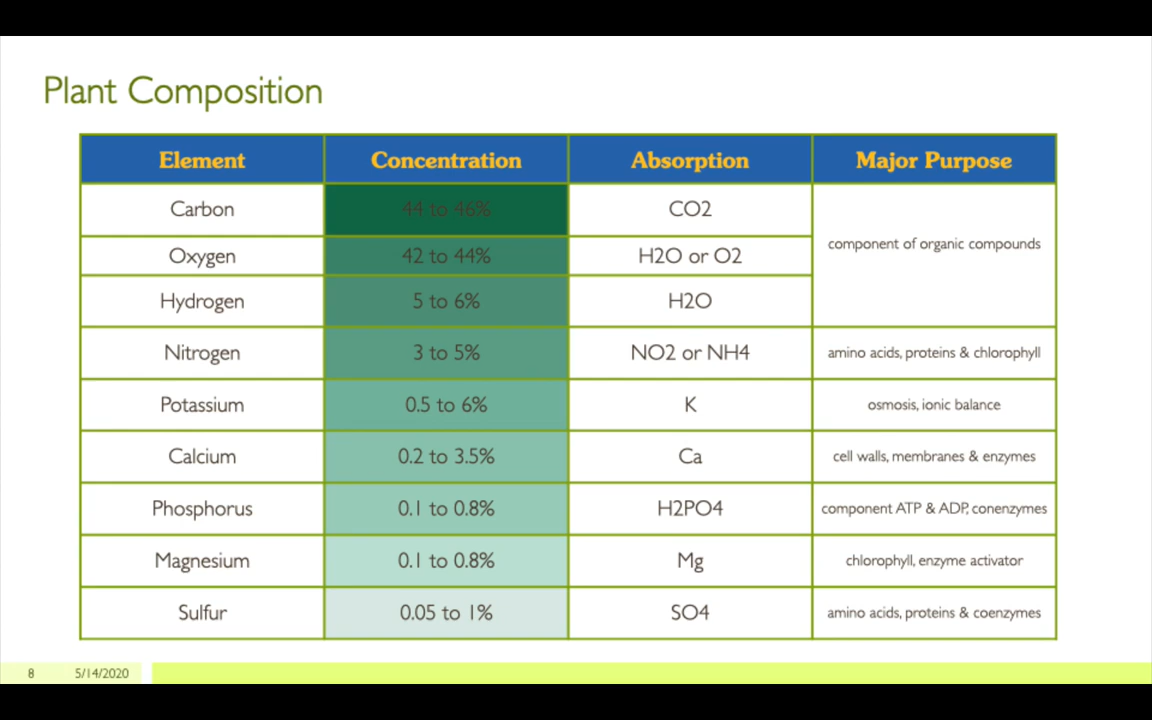 Plant Composition
Element Concentration Absorption Major Purpose
Carbon 44 to 46% CO2
component of organic compounds
Oxygen 42 to 44% H2O or O2
Hydrogen 5 to 6% H2O
Nitrogen 3 to 5% NO2 or NH4 amino acids, proteins & chlorophyll
Potassium 0.5 to 6% K osmosis, ionic balance
Calcium 0.2 to 3.5% Ca cell walls, membranes & enzymes
Phosphorus 0.1 to 0.8% H2PO4 component ATP & ADP, conenzymes
Magnesium 0.1 to 0.8% Mg chlorophyll, enzyme activator
Sulfur 0.05 to 1% SO4 amino acids, proteins & coenzymes
8 5/14/2020